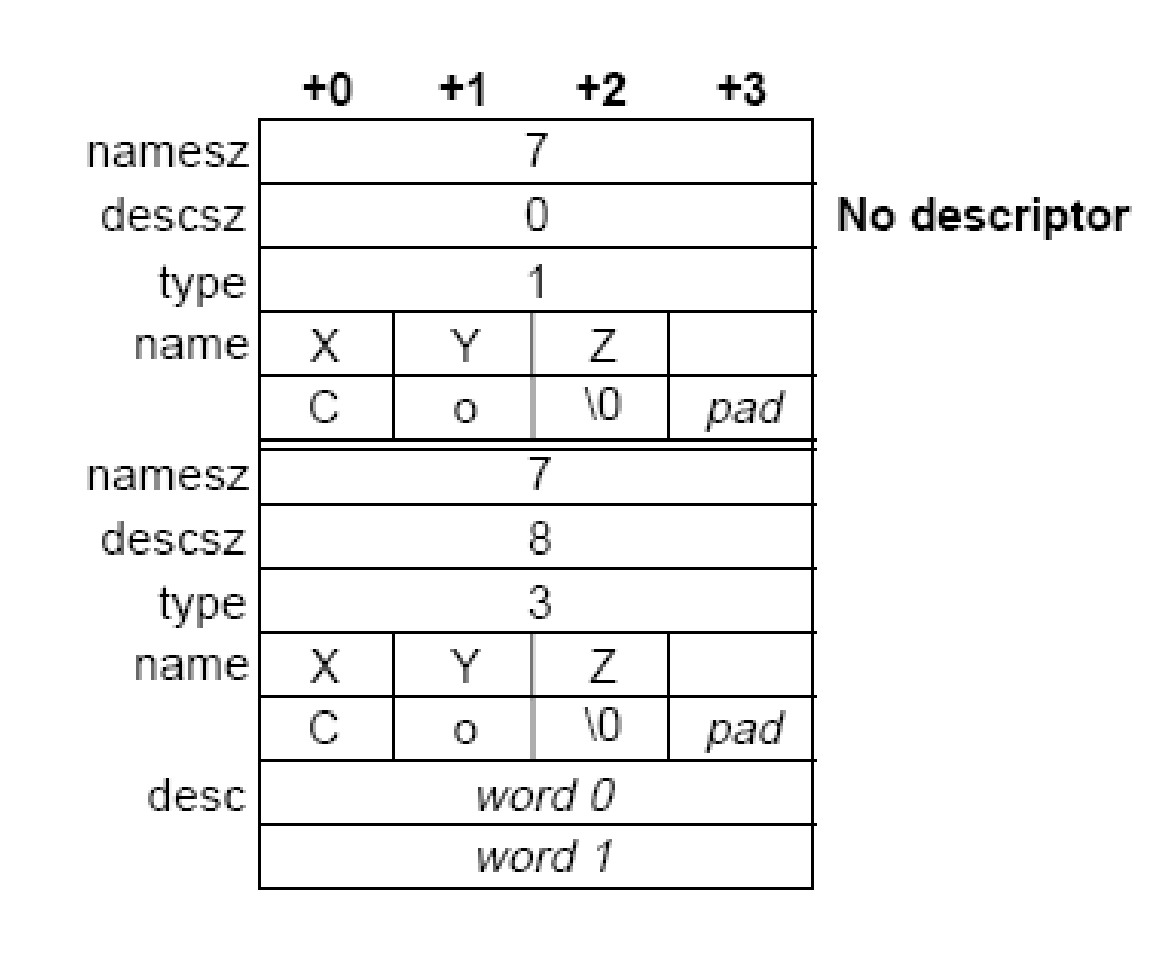 +0 +1 +2 +3
namesz 7
descsz 0 No descriptor
type 1
name X Y Z
C o \0 pad
namesz 7
descsz 8
type 3
name X Y Z
C o \0 pad
desc word 0
word 1